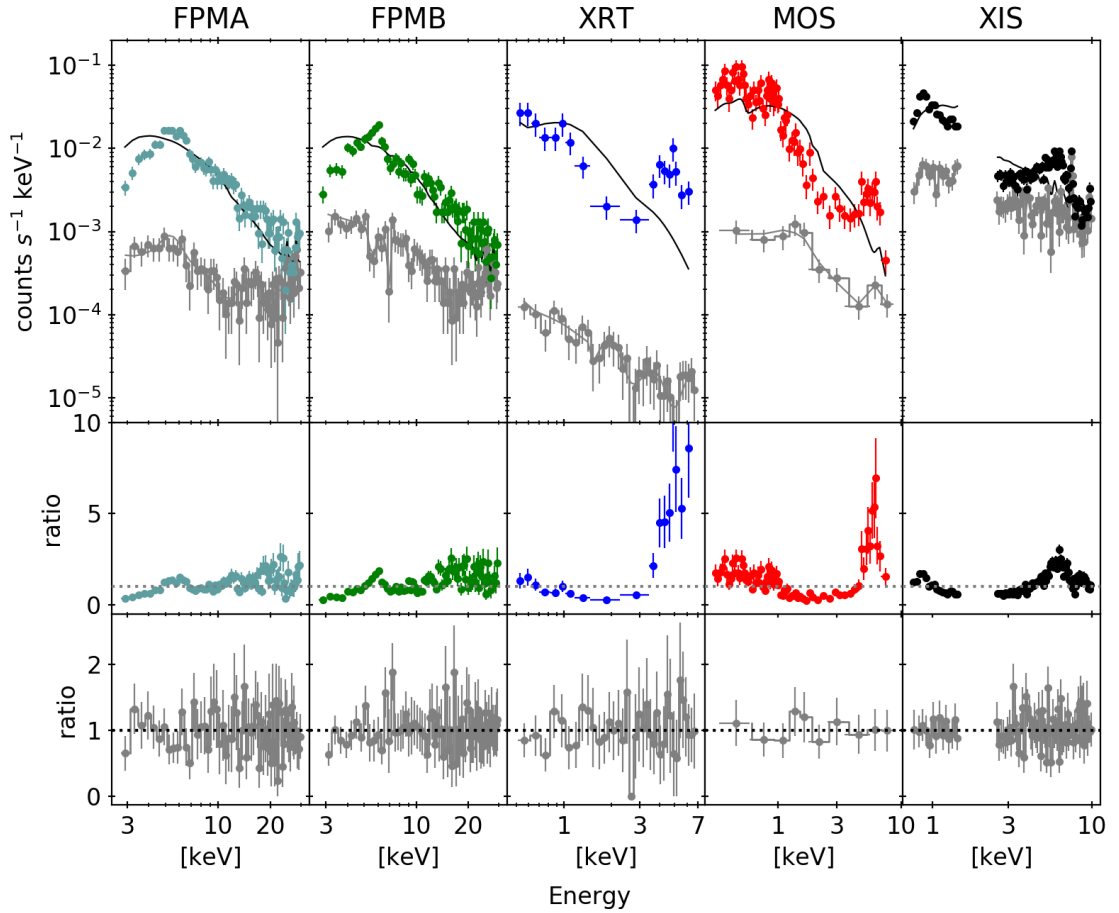 FPMA FPMB XRT MOS XIS
10⁻¹
10⁻²
10⁻³
10⁻⁴
10⁻⁵
counts s⁻¹ keV⁻¹
10
5
0
ratio
2
1
0
ratio
3 10 20 3 10 20 1 7 1 10 1 3 10
[keV] [keV] [keV] [keV] [keV]
Energy